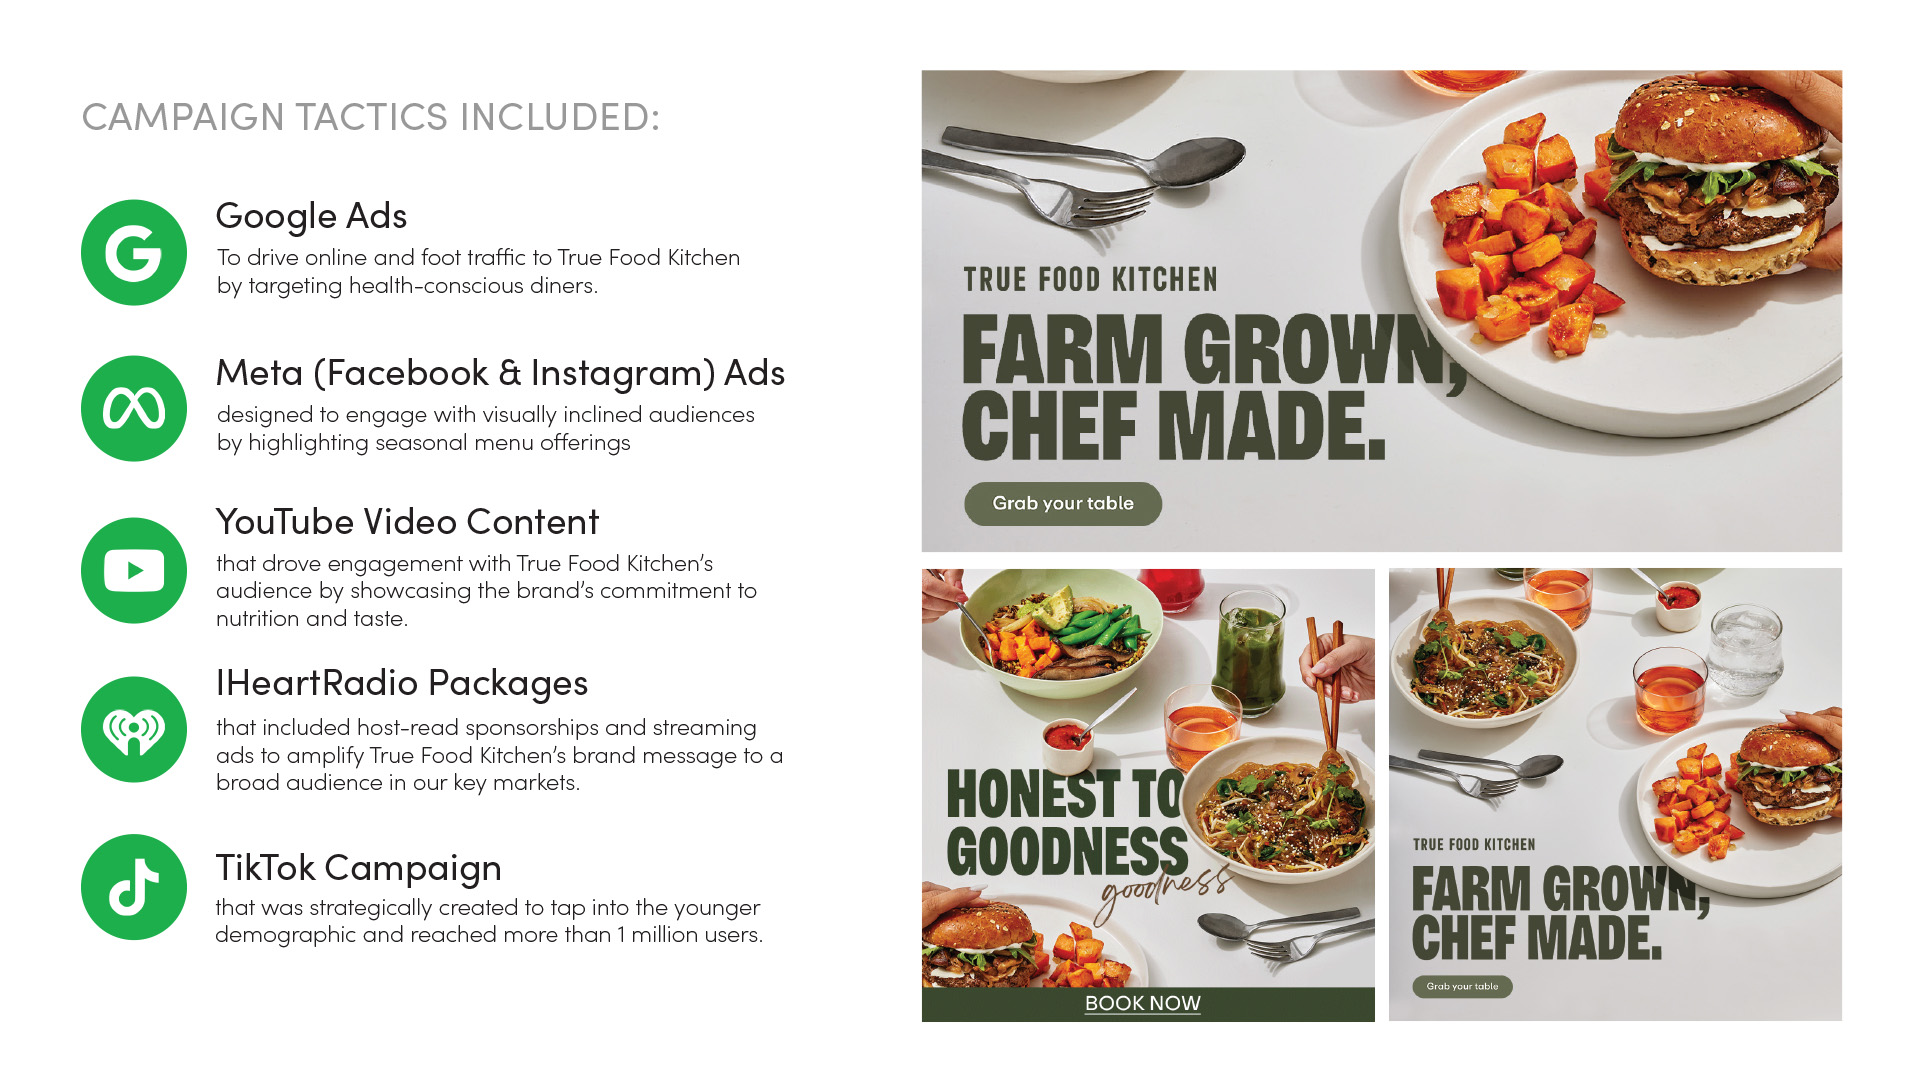 CAMPAIGN TACTICS INCLUDED:
Google Ads
To drive online and foot traffic to True Food Kitchen
by targeting health-conscious diners.
Meta (Facebook & Instagram) Ads
designed to engage with visually inclined audiences
by highlighting seasonal menu offerings
YouTube Video Content
that drove engagement with True Food Kitchen’s
audience by showcasing the brand’s commitment to
nutrition and taste.
IHeartRadio Packages
that included host-read sponsorships and streaming
ads to amplify True Food Kitchen’s brand message to a
broad audience in our key markets.
TikTok Campaign
that was strategically created to tap into the younger
demographic and reached more than 1 million users.
TRUE FOOD KITCHEN
FARM GROWN,
CHEF MADE.
Grab your table
HONEST TO
GOODNESS
goodness
BOOK NOW
TRUE FOOD KITCHEN
FARM GROWN,
CHEF MADE.
Grab your table